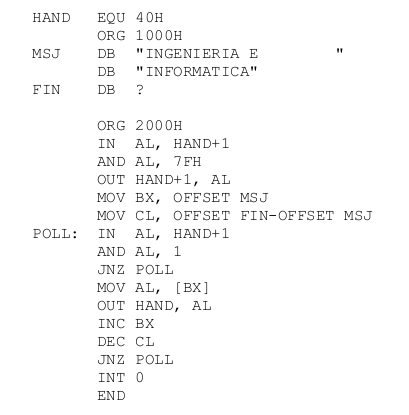 HAND   EQU 40H
       ORG 1000H
MSJ    DB  "INGENIERIA E        "
       DB  "INFORMATICA"
FIN    DB  ?
       ORG 2000H
       IN  AL, HAND+1
       AND AL, 7FH
       OUT HAND+1, AL
       MOV BX, OFFSET MSJ
       MOV CL, OFFSET FIN-OFFSET MSJ
POLL:  IN  AL, HAND+1
       AND AL, 1
       JNZ POLL
       MOV AL, [BX]
       OUT HAND, AL
       INC BX
       DEC CL
       JNZ POLL
       INT 0
       END